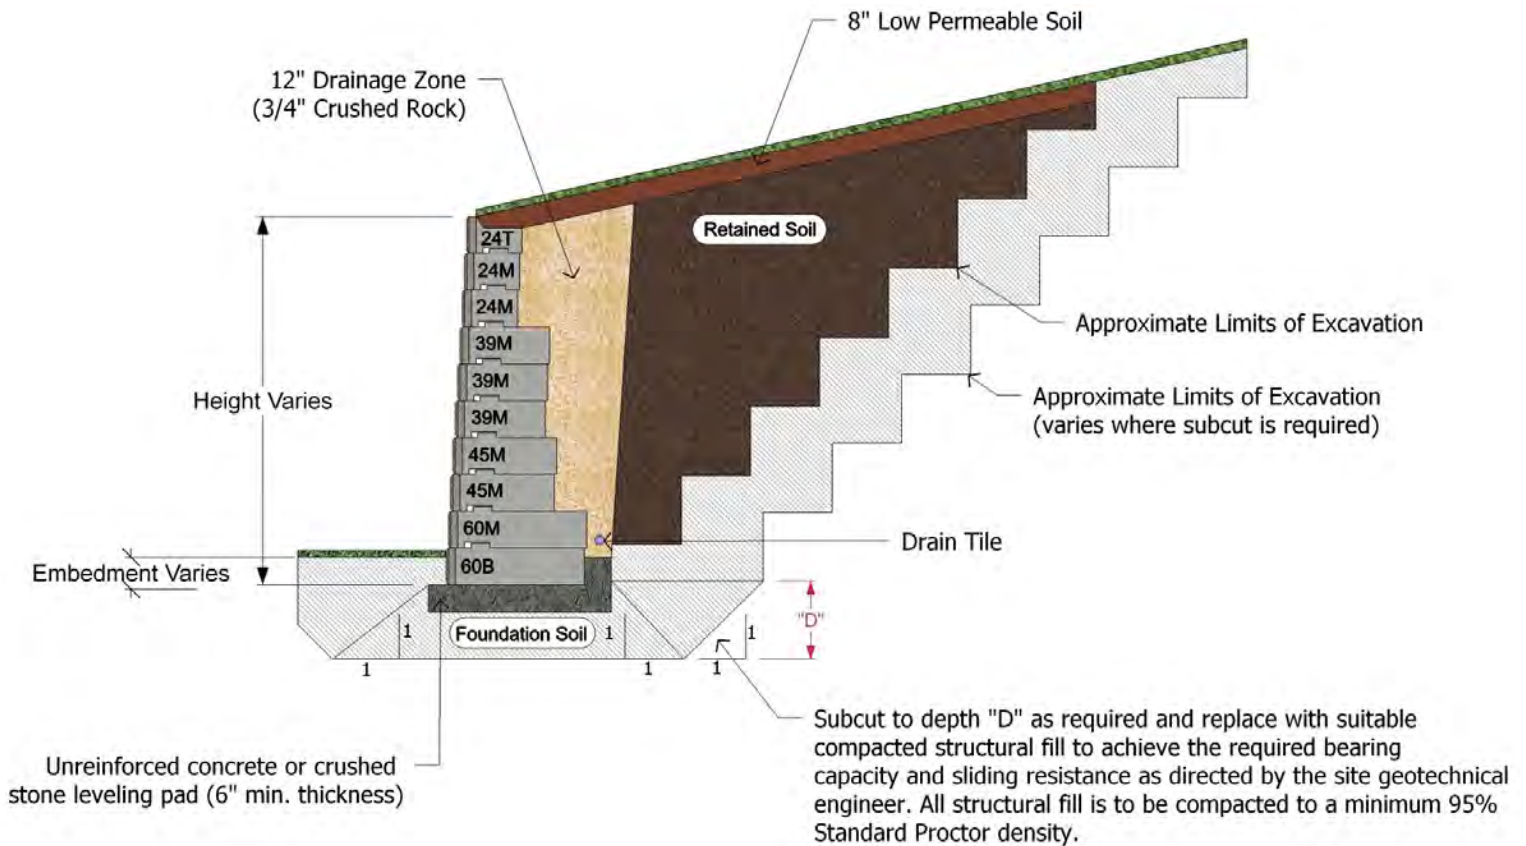 8" Low Permeable Soil
12" Drainage Zone
(3/4" Crushed Rock)
Retained Soil
24T
24M
24M
39M
39M
39M
45M
45M
60M
60B
Height Varies
Approximate Limits of Excavation
Approximate Limits of Excavation
(varies where subcut is required)
Drain Tile
Embedment Varies
"D"
1
Foundation Soil
1
1
1
1
1
Subcut to depth "D" as required and replace with suitable
compacted structural fill to achieve the required bearing
capacity and sliding resistance as directed by the site geotechnical
engineer. All structural fill is to be compacted to a minimum 95%
Standard Proctor density.
Unreinforced concrete or crushed
stone leveling pad (6" min. thickness)